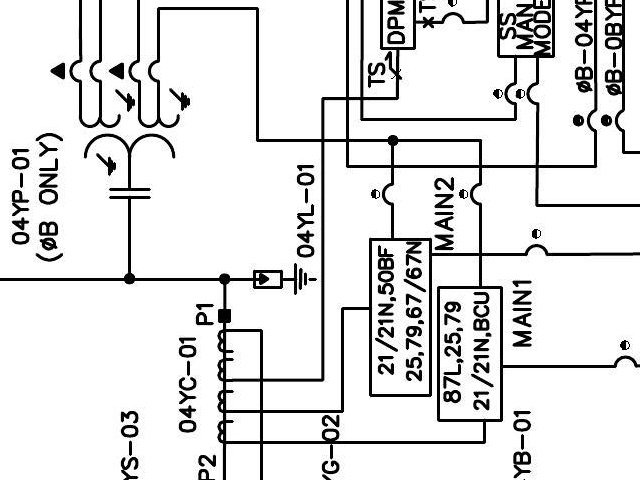 DPM
SS
MAN
MODE
TS
ØB-04YP
ØB-0BYP
04YP-01
(ØB ONLY)
04YL-01
MAIN2
21/21N,50BF
25,79,67/67N
P1
87L,25,79
21/21N,BCU
MAIN1
04YC-01
YS-03
P2
YG-02
YB-01